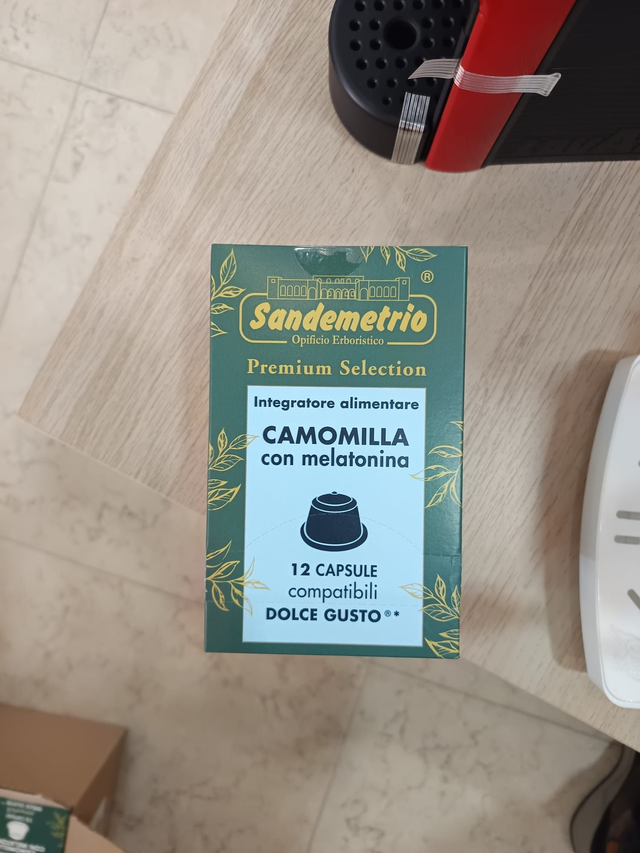 Sandemetrio ®
Opificio Erboristico
Premium Selection
Integratore alimentare
CAMOMILLA
con melatonina
12 CAPSULE
compatibili
DOLCE GUSTO®*